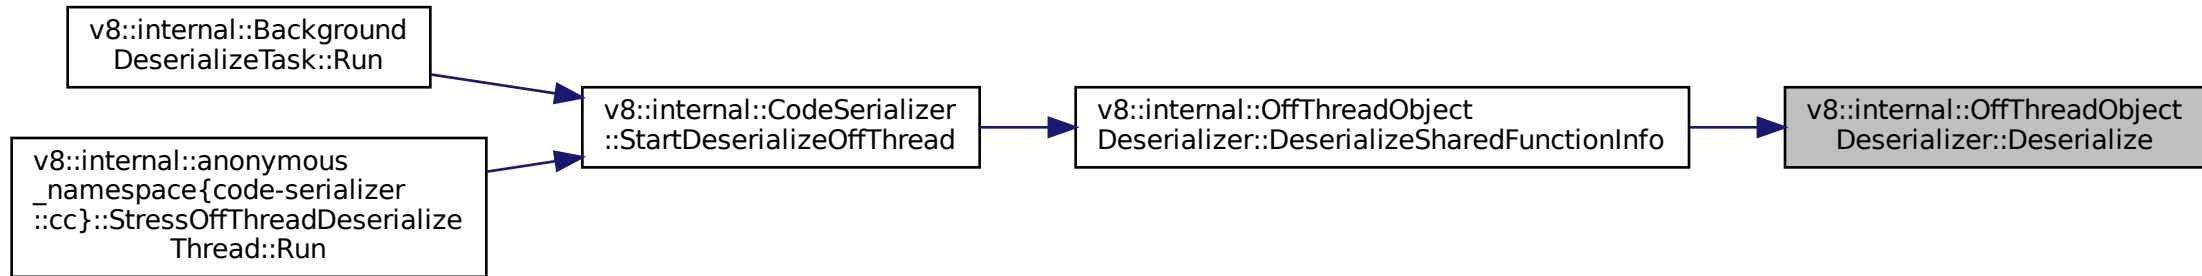 v8::internal::Background
DeserializeTask::Run
v8::internal::anonymous
_namespace{code-serializer
::cc}::StressOffThreadDeserialize
Thread::Run
v8::internal::CodeSerializer
::StartDeserializeOffThread
v8::internal::OffThreadObject
Deserializer::DeserializeSharedFunctionInfo
v8::internal::OffThreadObject
Deserializer::Deserialize